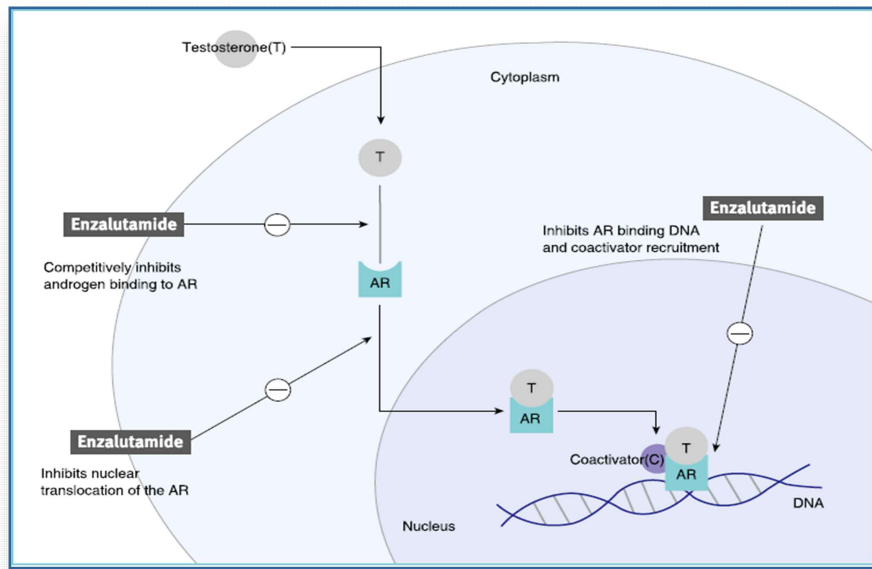 Testosterone(T)
Cytoplasm
T
Enzalutamide
Competitively inhibits
androgen binding to AR
AR
Enzalutamide
Inhibits AR binding DNA
and coactivator recruitment
Enzalutamide
Inhibits nuclear
translocation of the AR
T
AR
Coactivator(C)
T
AR
DNA
Nucleus